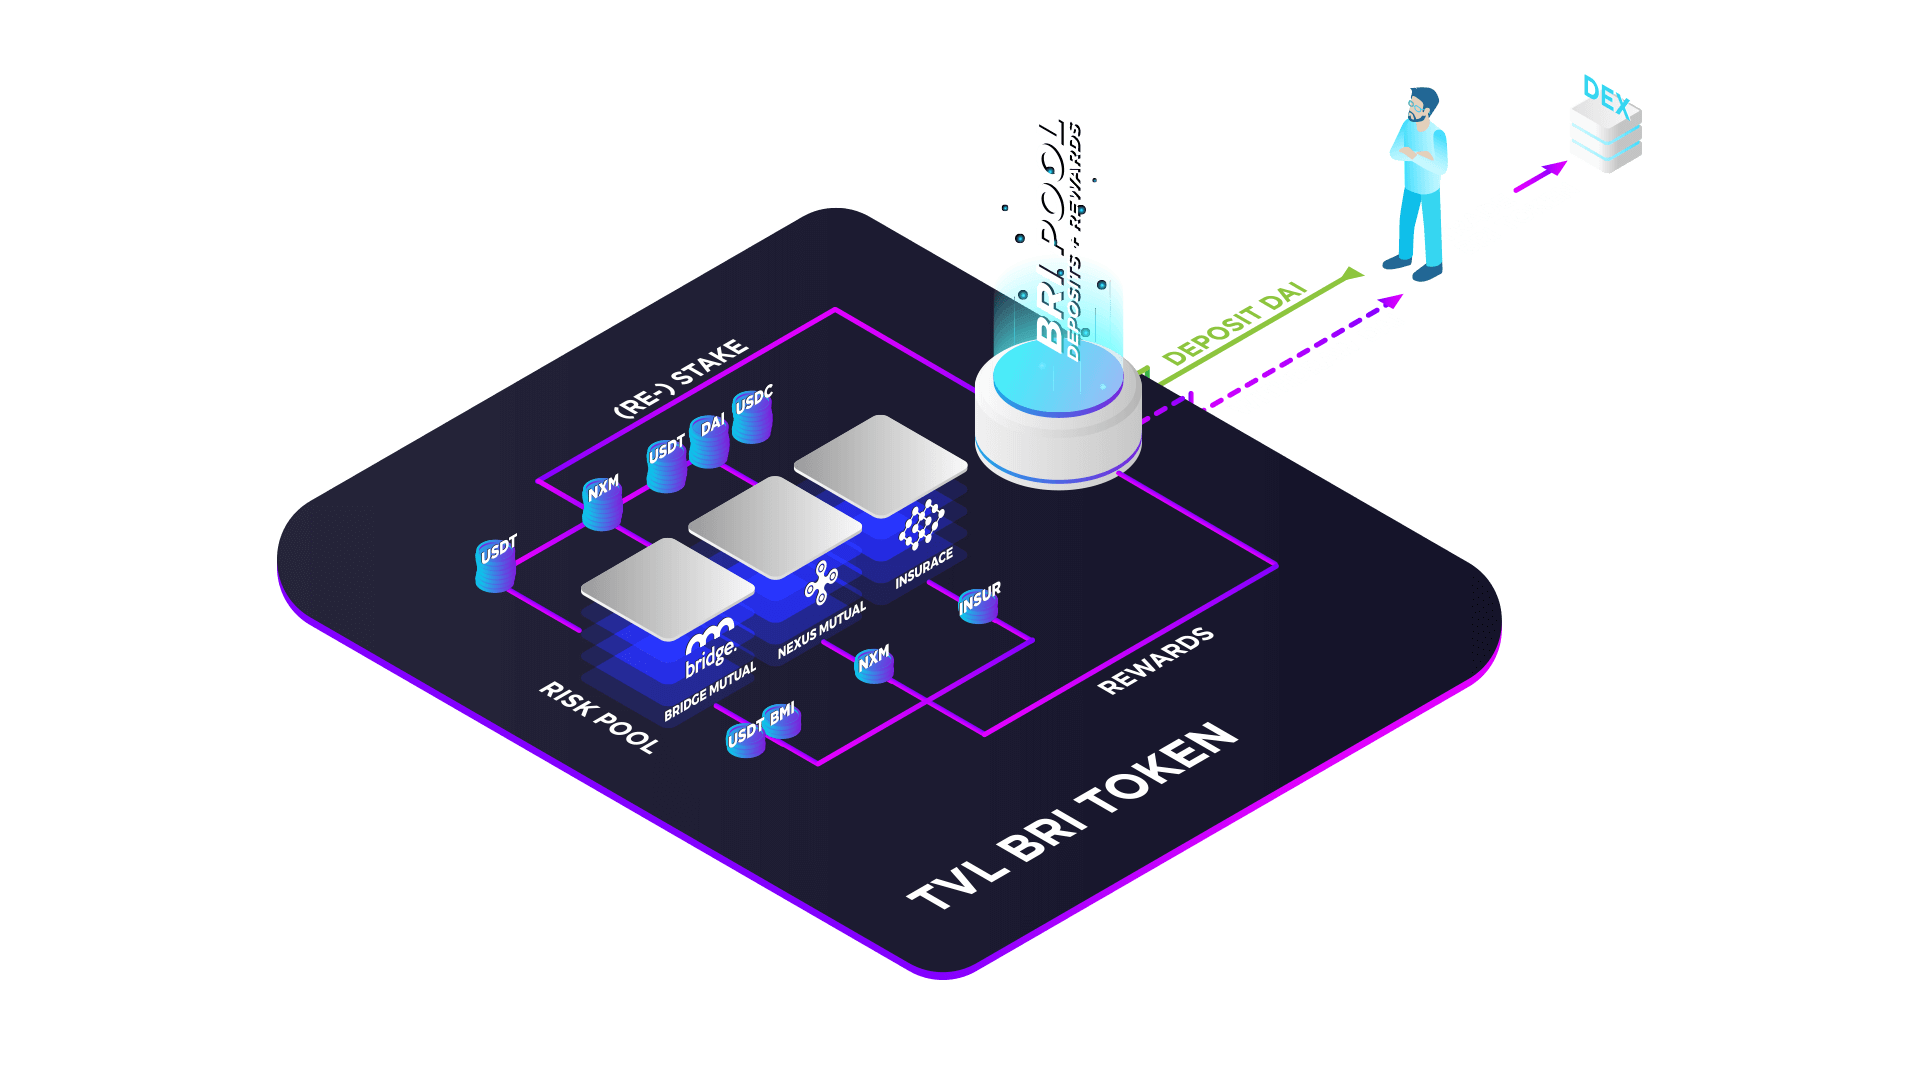 DEX
BRI POOL
DEPOSITS + REWARDS
DEPOSIT DAI
(RE-) STAKE
USDC
DAI
USDT
NXM
USDT
INSURACE
INSUR
NEXUS MUTUAL
NXM
bridge.
BRIDGE MUTUAL
BMI
USDT
RISK POOL
REWARDS
TVL BRI TOKEN